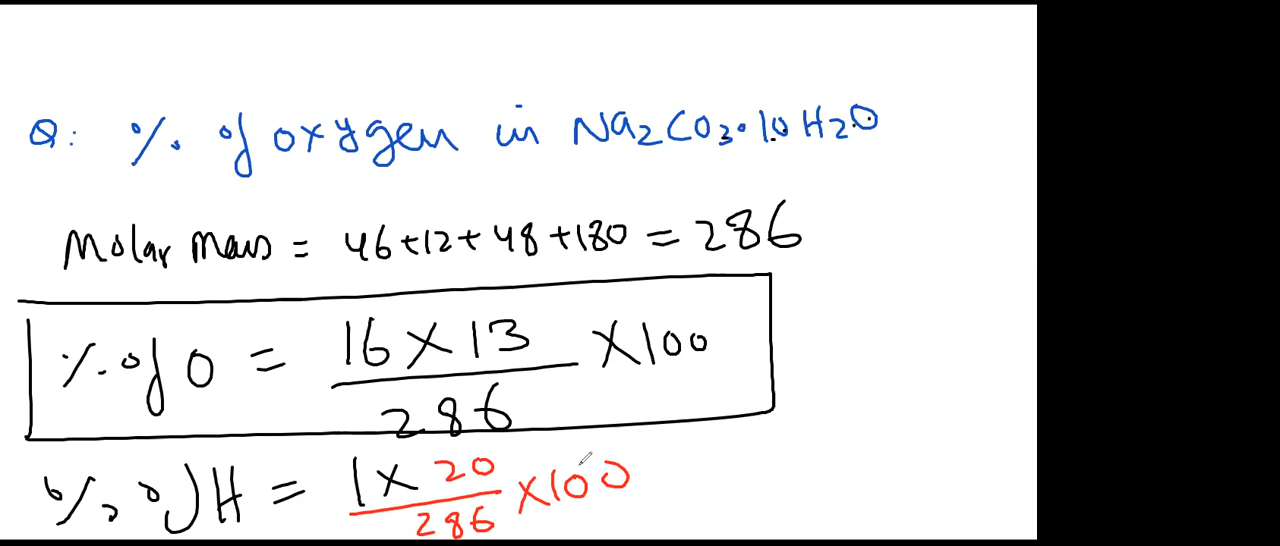 Q: % of oxygen in Na2CO3.10H2O
Molar Mass = 46+12+48+180 = 286
% of O = 16 X 13 / 286 X 100
% of H = 1 X 20 / 286 X 100